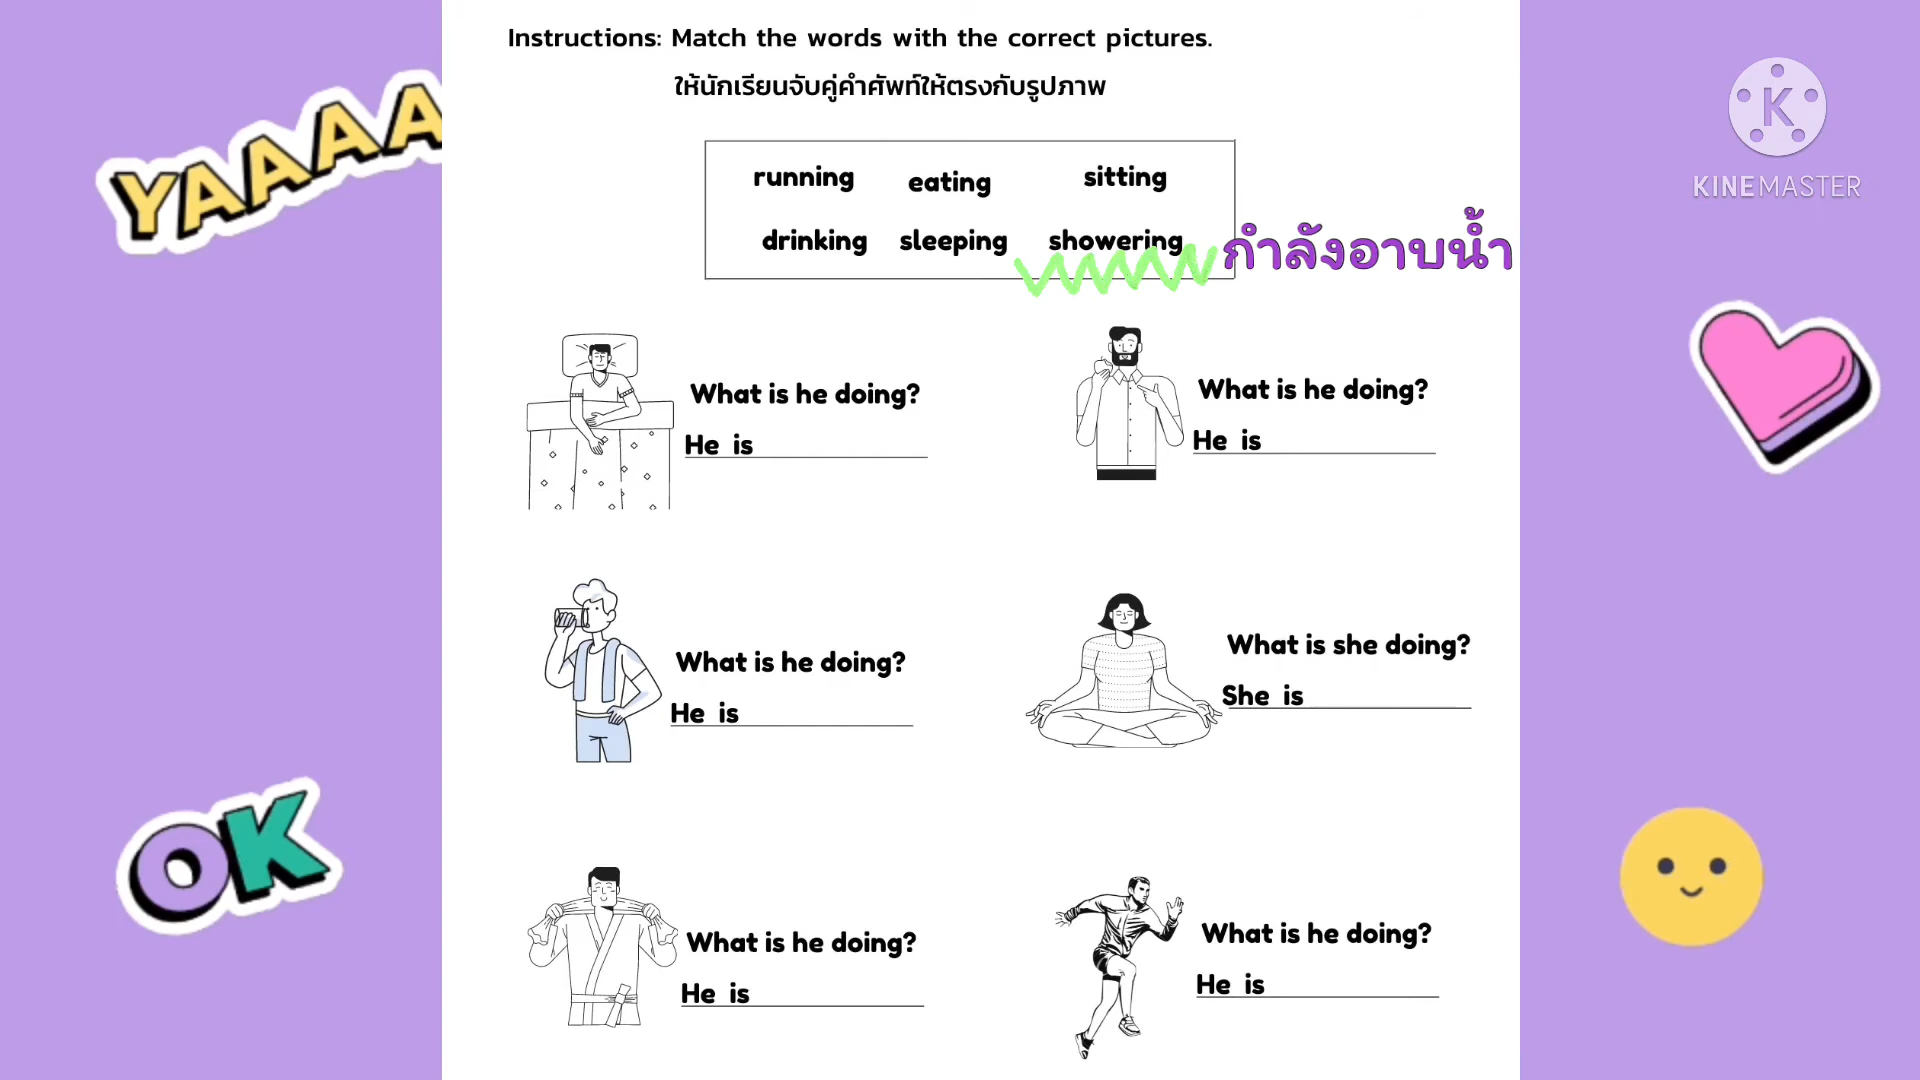 Instructions: Match the words with the correct pictures.
ให้นักเรียนจับคู่คำศัพท์ให้ตรงกับรูปภาพ
YAAAA
K
KINEMASTER
running eating sitting
drinking sleeping showering กำลังอาบน้ำ
What is he doing?
He is
What is he doing?
He is
What is he doing?
He is
What is she doing?
She is
OK
What is he doing?
He is
What is he doing?
He is